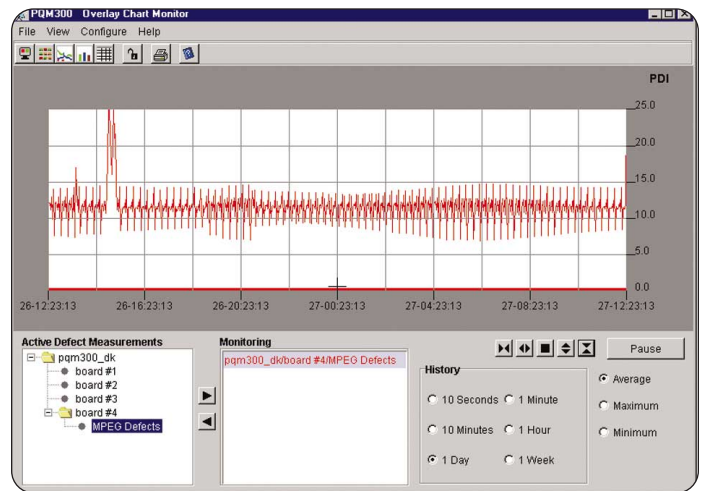 PQM300 Overlay Chart Monitor
File View Configure Help
PDI
25.0
20.0
15.0
10.0
5.0
0.0
26-12:23:13 26-16:23:13 26-20:23:13 27-00:23:13 27-04:23:13 27-08:23:13 27-12:23:13
Active Defect Measurements
pqm300_dk
board #1
board #2
board #3
board #4
MPEG Defects
Monitoring
pqm300_dk/board #4/MPEG Defects
Pause
History
10 Seconds 1 Minute
10 Minutes 1 Hour
1 Day 1 Week
Average
Maximum
Minimum